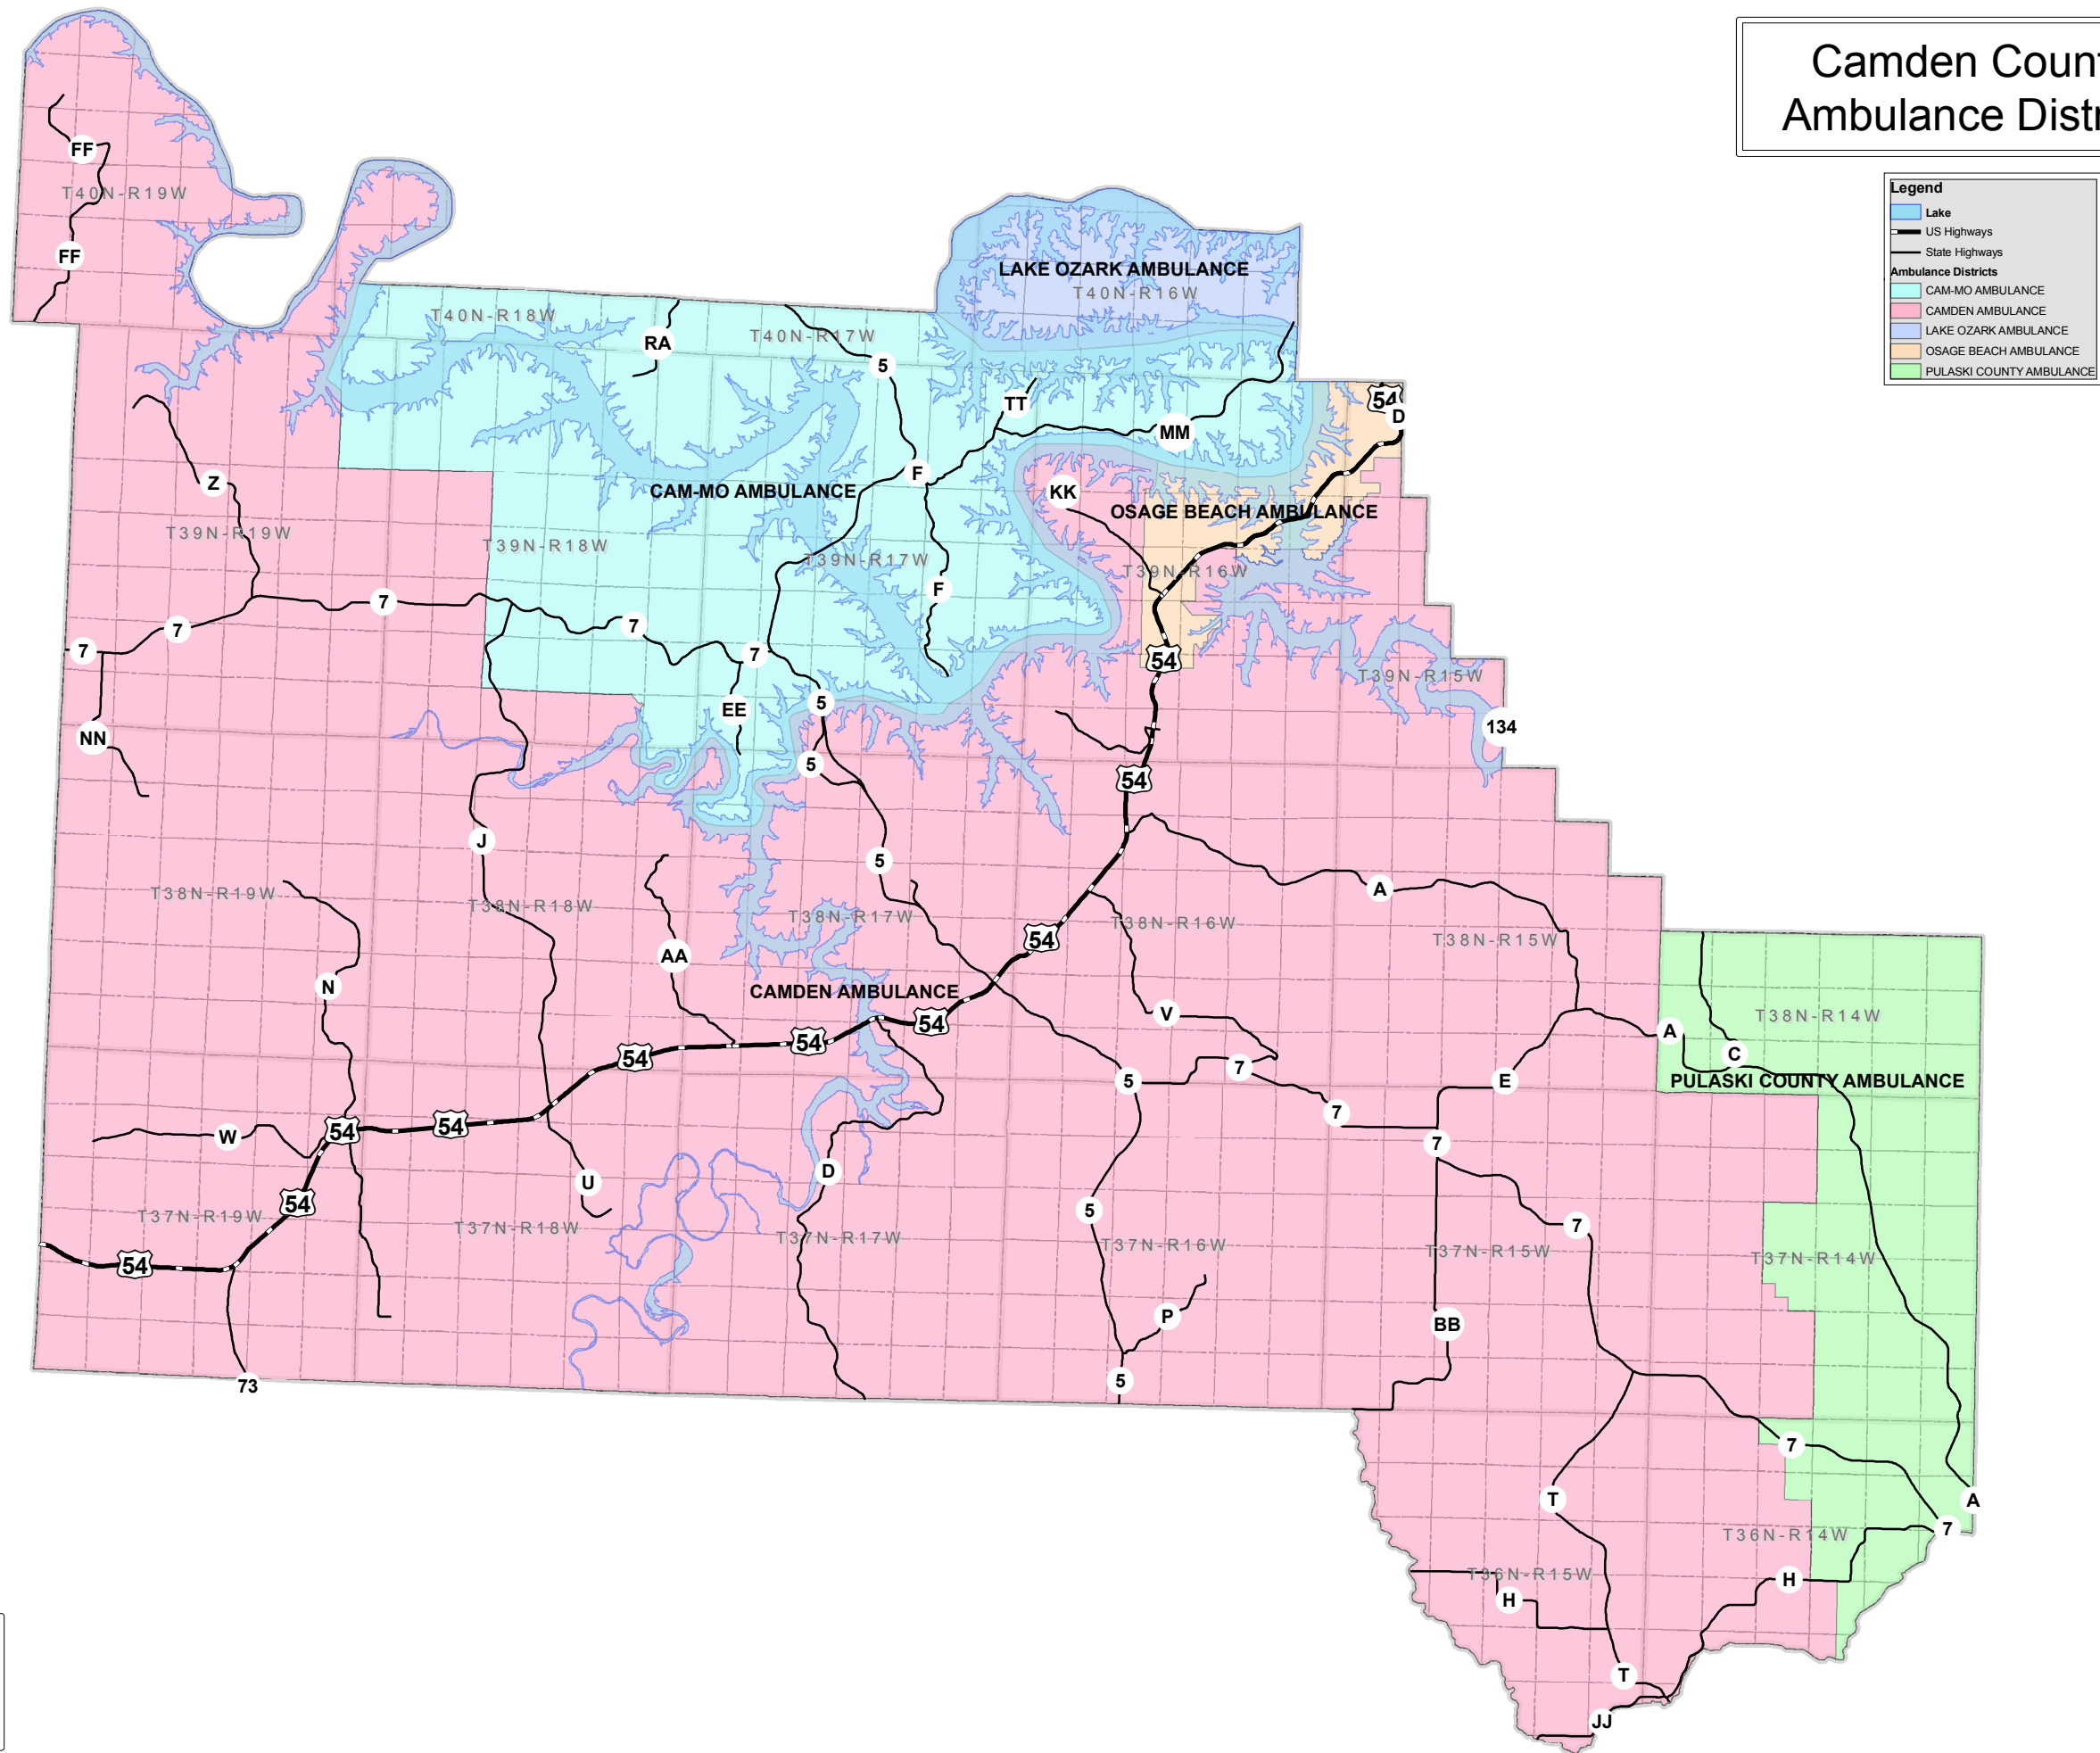 Camden Coun
Ambulance Distr
Legend
Lake
US Highways
State Highways
Ambulance Districts
CAM-MO AMBULANCE
CAMDEN AMBULANCE
LAKE OZARK AMBULANCE
OSAGE BEACH AMBULANCE
PULASKI COUNTY AMBULANCE
FF
T40N-R19W
FF
LAKE OZARK AMBULANCE
T40N-R16W
T40N-R18W
RA
T40N-R17W
5
TT
54
D
MM
F
Z
CAM-MO AMBULANCE
KK
OSAGE BEACH AMBULANCE
T39N-R19W
T39N-R18W
T39N-R17W
T39N-R16W
F
7
7
7
7
7
54
T39N-R15W
NN
EE
5
134
5
54
J
5
A
T38N-R19W
T38N-R18W
T38N-R17W
T38N-R16W
T38N-R15W
54
AA
N
CAMDEN AMBULANCE
V
T38N-R14W
54
54
54
A
C
7
5
E
PULASKI COUNTY AMBULANCE
7
W
54
54
7
D
U
54
T37N-R19W
T37N-R18W
T37N-R17W
5
T37N-R16W
T37N-R15W
7
T37N-R14W
54
P
BB
73
5
7
T
A
7
T36N-R14W
T36N-R15W
H
H
T
JJ